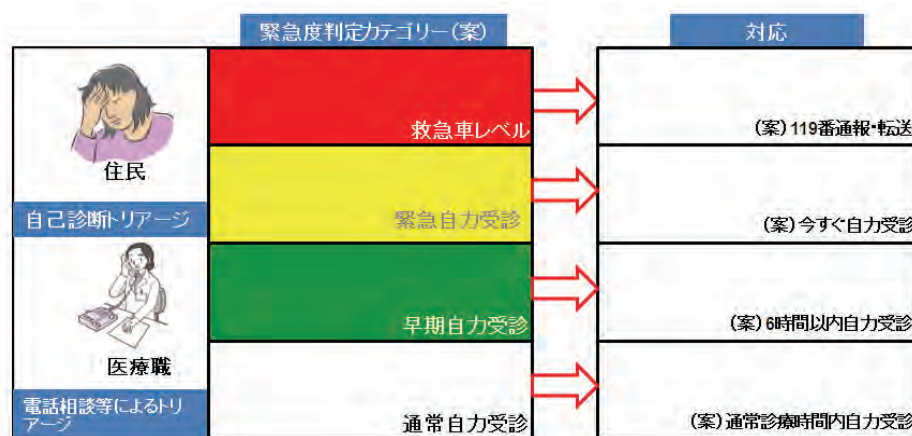 緊急度判定カテゴリー（案）
対応
住民
自己診断トリアージ
医療職
電話相談等によるトリ
アージ
救急車レベル
（案）119番通報・転送
緊急自力受診
（案）今すぐ自力受診
早期自力受診
（案）6時間以内自力受診
通常自力受診
（案）通常診療時間内自力受診